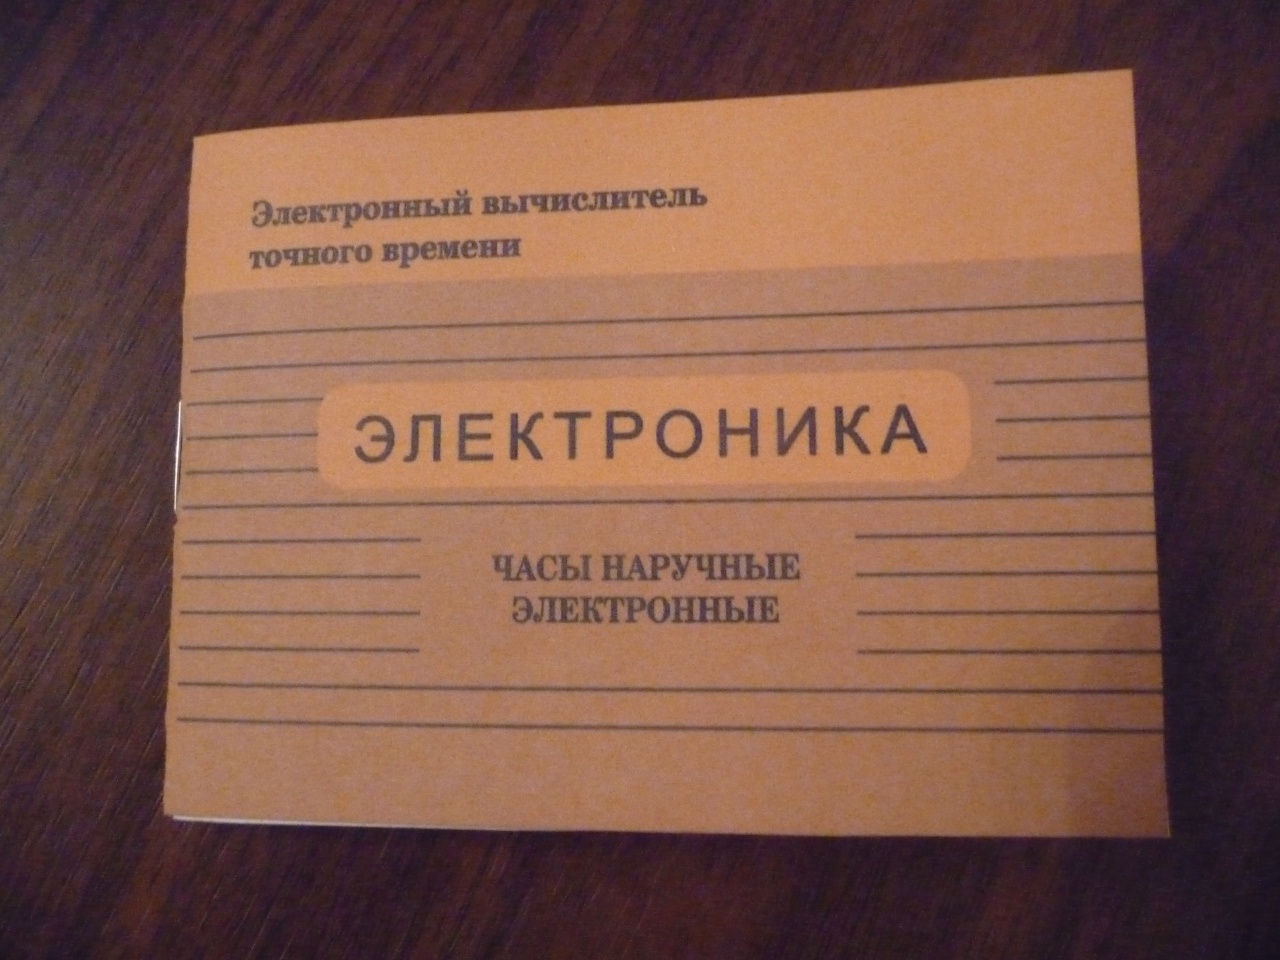 Электронный вычислитель
точного времени
ЭЛЕКТРОНИКА
ЧАСЫ НАРУЧНЫЕ
ЭЛЕКТРОННЫЕ